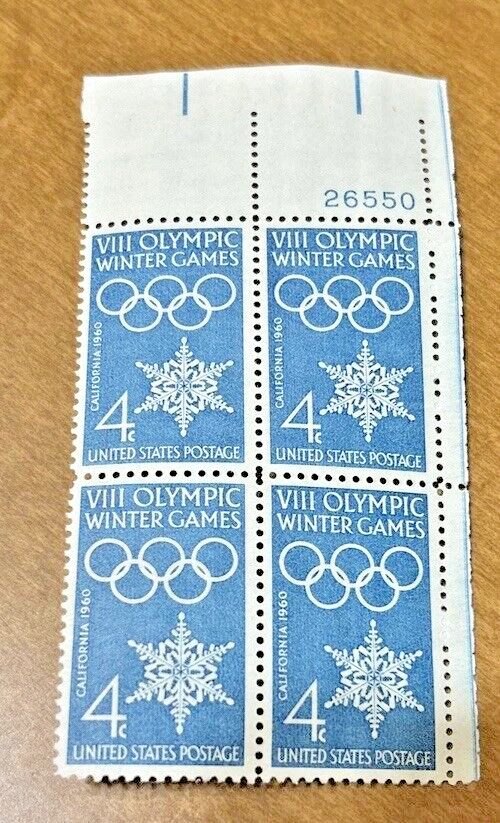 26550
VIII OLYMPIC
WINTER GAMES
CALIFORNIA 1960
4c
UNITED STATES POSTAGE
VIII OLYMPIC
WINTER GAMES
CALIFORNIA 1960
4c
UNITED STATES POSTAGE
VIII OLYMPIC
WINTER GAMES
CALIFORNIA 1960
4c
UNITED STATES POSTAGE
VIII OLYMPIC
WINTER GAMES
CALIFORNIA 1960
4c
UNITED STATES POSTAGE